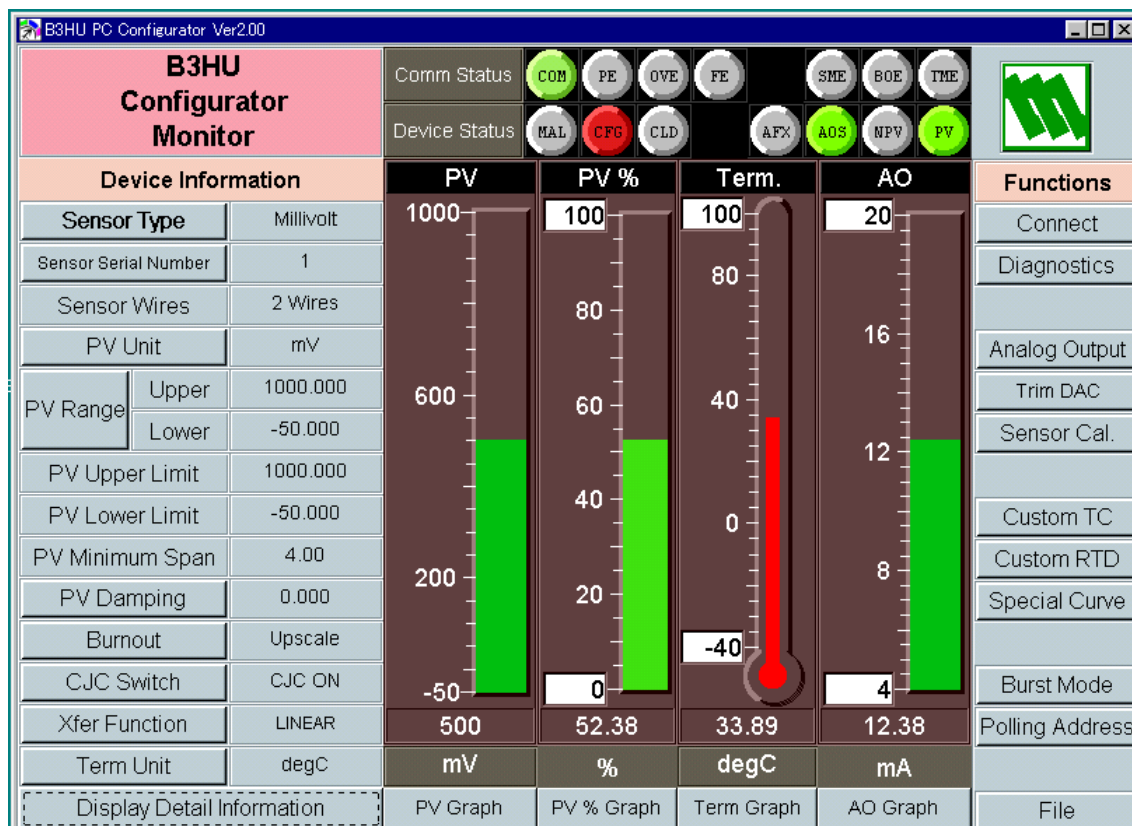 B3HU PC Configurator Ver2.00
B3HU
Configurator
Monitor
Comm Status COM PE OVE FE SME BOE TME
Device Status MAL CFG CLD AFX AOS NPV PV
Device Information
Sensor Type Millivolt
Sensor Serial Number 1
Sensor Wires 2 Wires
PV Unit mV
PV Range Upper 1000.000
Lower -50.000
PV Upper Limit 1000.000
PV Lower Limit -50.000
PV Minimum Span 4.00
PV Damping 0.000
Burnout Upscale
CJC Switch CJC ON
Xfer Function LINEAR
Term Unit degC
Display Detail Information
PV
1000
600
200
-50
500
mV
PV Graph
PV %
100
80
60
40
20
0
52.38
%
PV % Graph
Term.
100
80
40
0
-40
33.89
degC
Term Graph
AO
20
16
12
8
4
12.38
mA
AO Graph
Functions
Connect
Diagnostics
Analog Output
Trim DAC
Sensor Cal.
Custom TC
Custom RTD
Special Curve
Burst Mode
Polling Address
File